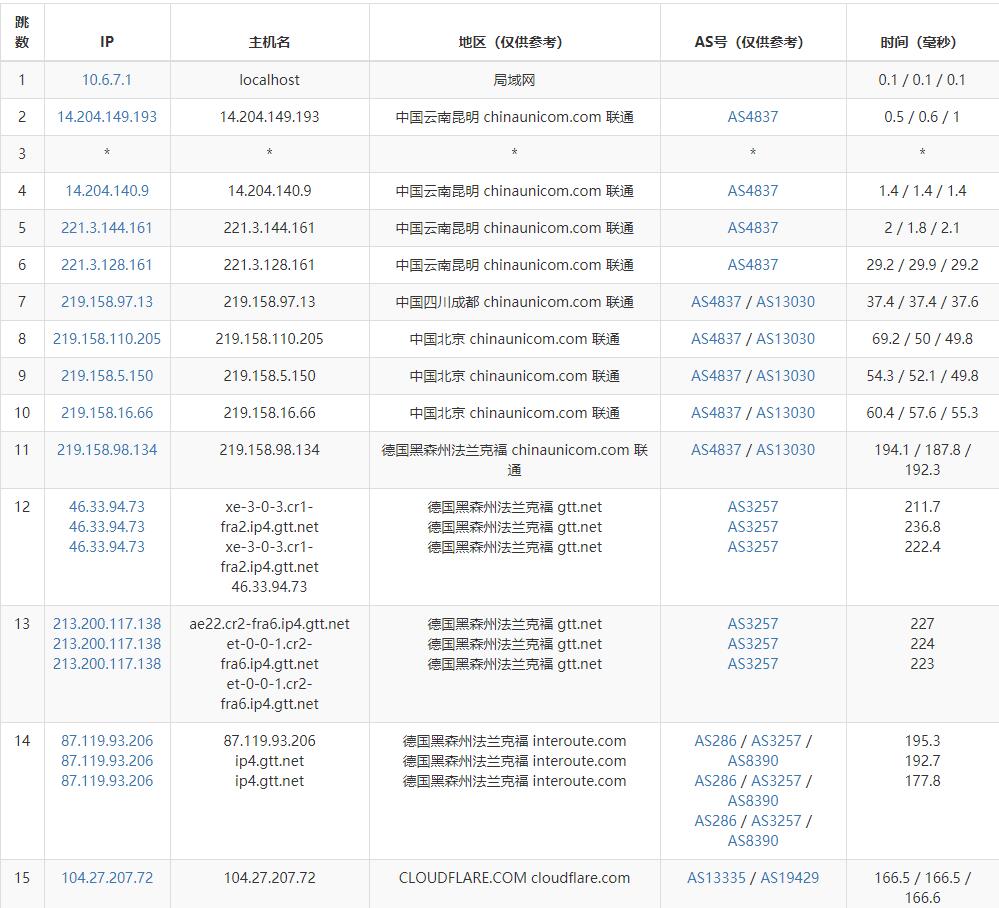 跳数 IP 主机名 地区（仅供参考） AS号（仅供参考） 时间（毫秒）
1 10.6.7.1 localhost 局域网 0.1 / 0.1 / 0.1
2 14.204.149.193 14.204.149.193 中国云南昆明 chinaunicom.com 联通 AS4837 0.5 / 0.6 / 1
3 * * * * *
4 14.204.140.9 14.204.140.9 中国云南昆明 chinaunicom.com 联通 AS4837 1.4 / 1.4 / 1.4
5 221.3.144.161 221.3.144.161 中国云南昆明 chinaunicom.com 联通 AS4837 2 / 1.8 / 2.1
6 221.3.128.161 221.3.128.161 中国云南昆明 chinaunicom.com 联通 AS4837 29.2 / 29.9 / 29.2
7 219.158.97.13 219.158.97.13 中国四川成都 chinaunicom.com 联通 AS4837 / AS13030 37.4 / 37.4 / 37.6
8 219.158.110.205 219.158.110.205 中国北京 chinaunicom.com 联通 AS4837 / AS13030 69.2 / 50 / 49.8
9 219.158.5.150 219.158.5.150 中国北京 chinaunicom.com 联通 AS4837 / AS13030 54.3 / 52.1 / 49.8
10 219.158.16.66 219.158.16.66 中国北京 chinaunicom.com 联通 AS4837 / AS13030 60.4 / 57.6 / 55.3
11 219.158.98.134 219.158.98.134 德国黑森州法兰克福 chinaunicom.com 联 AS4837 / AS13030 194.1 / 187.8 /
通 192.3
12 46.33.94.73 xe-3-0-3.cr1- 德国黑森州法兰克福 gtt.net AS3257 211.7
46.33.94.73 fra2.ip4.gtt.net 德国黑森州法兰克福 gtt.net AS3257 236.8
46.33.94.73 xe-3-0-3.cr1- 德国黑森州法兰克福 gtt.net AS3257 222.4
fra2.ip4.gtt.net
46.33.94.73
13 213.200.117.138 ae22.cr2-fra6.ip4.gtt.net 德国黑森州法兰克福 gtt.net AS3257 227
213.200.117.138 et-0-0-1.cr2- 德国黑森州法兰克福 gtt.net AS3257 224
213.200.117.138 fra6.ip4.gtt.net 德国黑森州法兰克福 gtt.net AS3257 223
et-0-0-1.cr2-
fra6.ip4.gtt.net
14 87.119.93.206 87.119.93.206 德国黑森州法兰克福 interoute.com AS286 / AS3257 / 195.3
87.119.93.206 ip4.gtt.net 德国黑森州法兰克福 interoute.com AS8390 192.7
87.119.93.206 ip4.gtt.net 德国黑森州法兰克福 interoute.com AS286 / AS3257 / 177.8
AS8390
AS286 / AS3257 /
AS8390
15 104.27.207.72 104.27.207.72 CLOUDFLARE.COM cloudflare.com AS13335 / AS19429 166.5 / 166.5 /
166.6